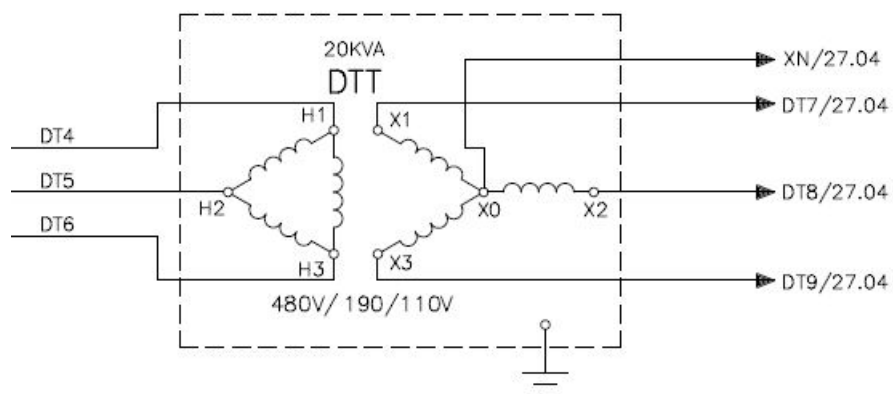 20KVA
DTT
XN/27.04
H1
X1
DT7/27.04
DT4
DT5
H2
X0
X2
DT8/27.04
DT6
H3
X3
DT9/27.04
480V/190/110V